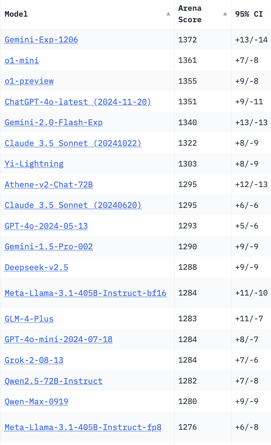 Model Arena Score 95% CI
Gemini-Exp-1206 1372 +13/-14
o1-mini 1361 +7/-8
o1-preview 1355 +9/-8
ChatGPT-4o-latest (2024-11-20) 1351 +9/-11
Gemini-2.0-Flash-Exp 1340 +13/-13
Claude 3.5 Sonnet (20241022) 1322 +8/-9
Yi-Lightning 1303 +8/-9
Athene-v2-Chat-72B 1295 +12/-13
Claude 3.5 Sonnet (20240620) 1295 +6/-6
GPT-4o-2024-05-13 1293 +5/-6
Gemini-1.5-Pro-002 1290 +9/-9
Deepseek-v2.5 1288 +9/-9
Meta-Llama-3.1-405B-Instruct-bf16 1284 +11/-10
GLM-4-Plus 1283 +11/-7
GPT-4o-mini-2024-07-18 1284 +8/-7
Grok-2-08-13 1284 +7/-6
Qwen2.5-72B-Instruct 1282 +7/-8
Qwen-Max-0919 1280 +9/-9
Meta-Llama-3.1-405B-Instruct-fp8 1276 +6/-8